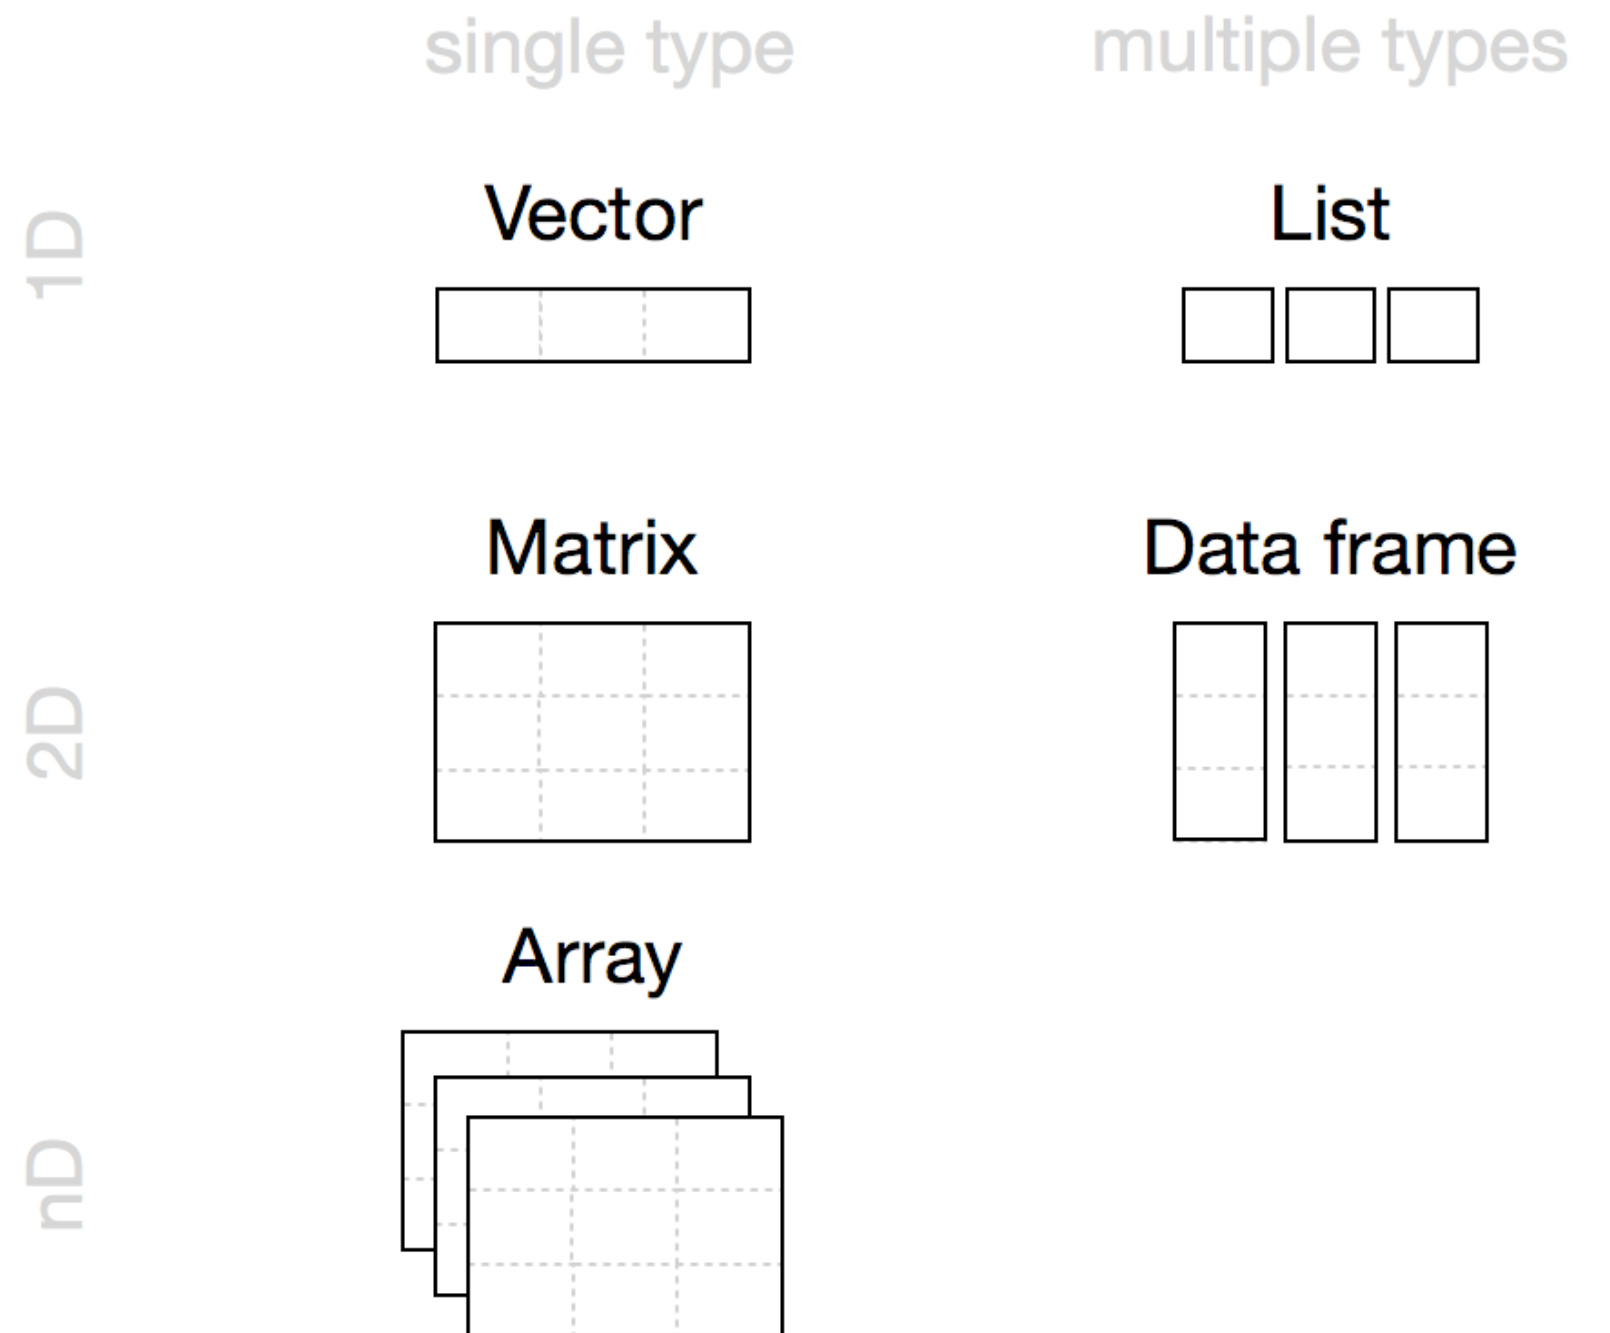 single type
multiple types
1D
Vector
List
2D
Matrix
Data frame
nD
Array